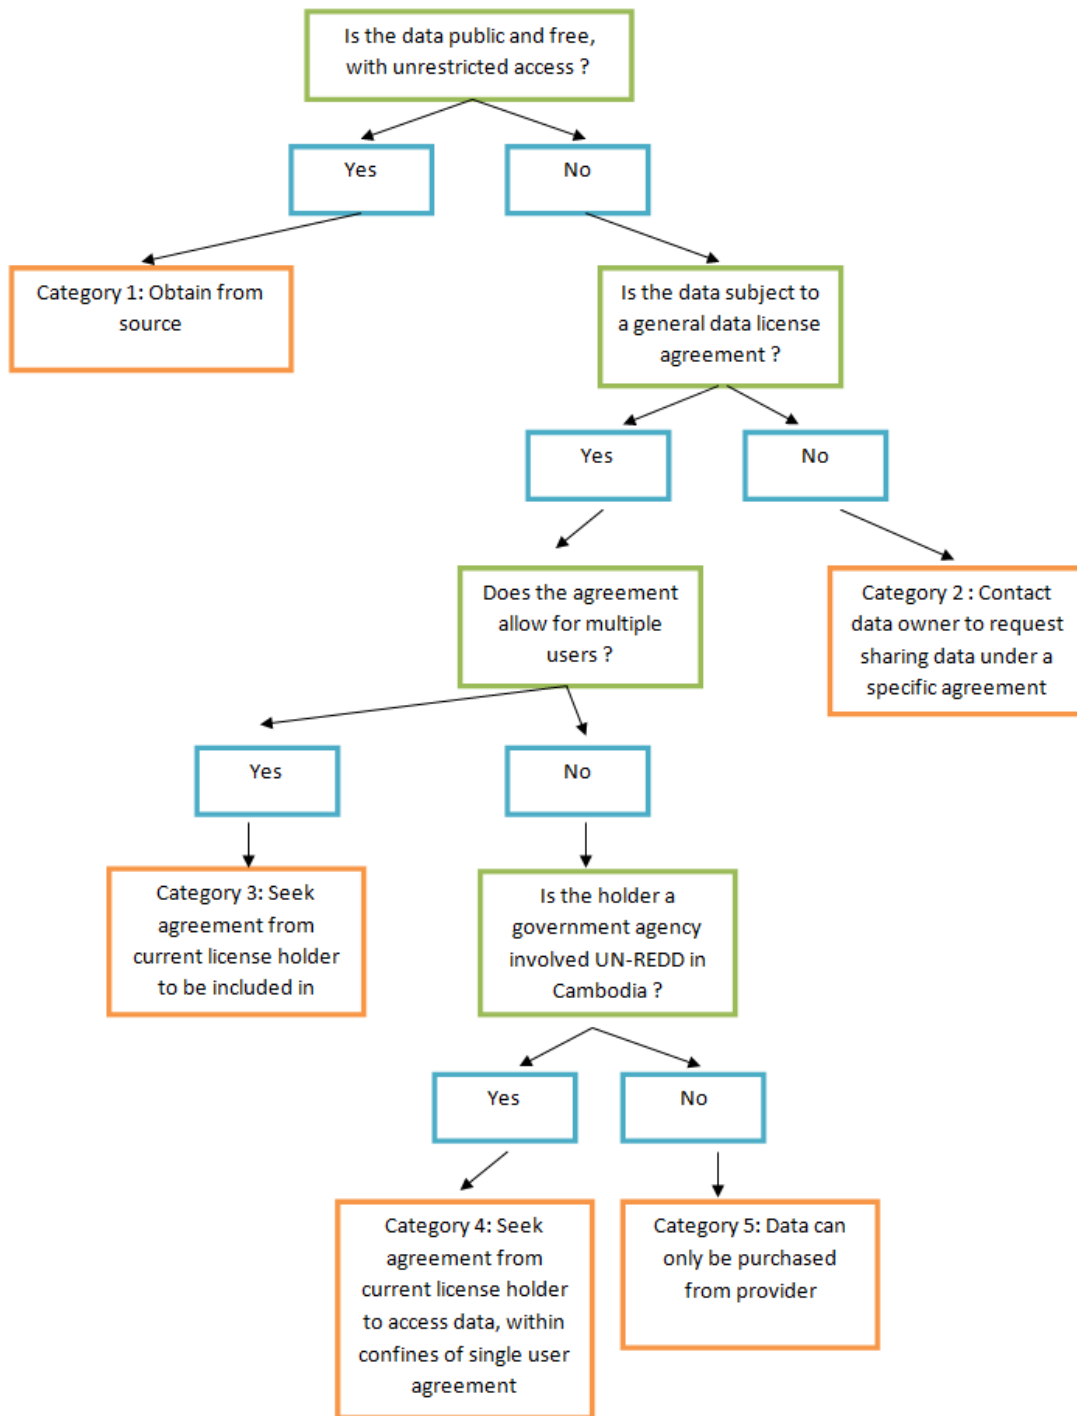 Is the data public and free,
with unrestricted access ?
Yes
No
Category 1: Obtain from
source
Is the data subject to
a general data license
agreement ?
Yes
No
Does the agreement
allow for multiple
users ?
Category 2 : Contact
data owner to request
sharing data under a
specific agreement
Yes
No
Category 3: Seek
agreement from
current license holder
to be included in
Is the holder a
government agency
involved UN-REDD in
Cambodia ?
Yes
No
Category 4: Seek
agreement from
current license holder
to access data, within
confines of single user
agreement
Category 5: Data can
only be purchased
from provider